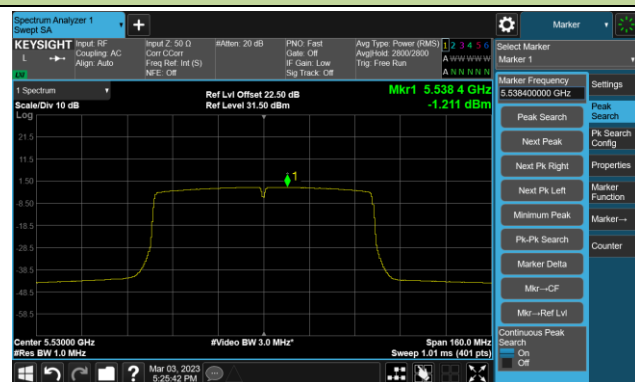 Spectrum Analyzer 1
Swept SA
Marker
KEYSIGHT
L
Input: RF
Coupling: AC
Align: Auto
Input Z: 50 Ω
Corr CCorr
Freq Ref: Int (S)
NFE: Off
#Atten: 20 dB
PNO: Fast
Gate: Off
IF Gain: Low
Sig Track: Off
Avg Type: Power (RMS)
Avg|Hold: 2800/2800
Trig: Free Run
1 2 3 4 5 6
A W W W W W
A N N N N N
LXI
1 Spectrum
Scale/Div 10 dB
Log
Ref Lvl Offset 22.50 dB
Ref Level 31.50 dBm
Mkr1 5.538 4 GHz
-1.211 dBm
1
21.5
11.5
1.50
-8.50
-18.5
-28.5
-38.5
-48.5
-58.5
Center 5.53000 GHz
#Res BW 1.0 MHz
#Video BW 3.0 MHz*
Span 160.0 MHz
Sweep 1.01 ms (401 pts)
Mar 03, 2023
5:25:42 PM
?
Select Marker
Marker 1
Marker Frequency
5.538400000 GHz
Peak Search
Next Peak
Next Pk Right
Next Pk Left
Minimum Peak
Pk-Pk Search
Marker Delta
Mkr→CF
Mkr→Ref Lvl
Continuous Peak
Search
On
Off
Settings
Peak
Search
Pk Search
Config
Properties
Marker
Function
Marker→
Counter